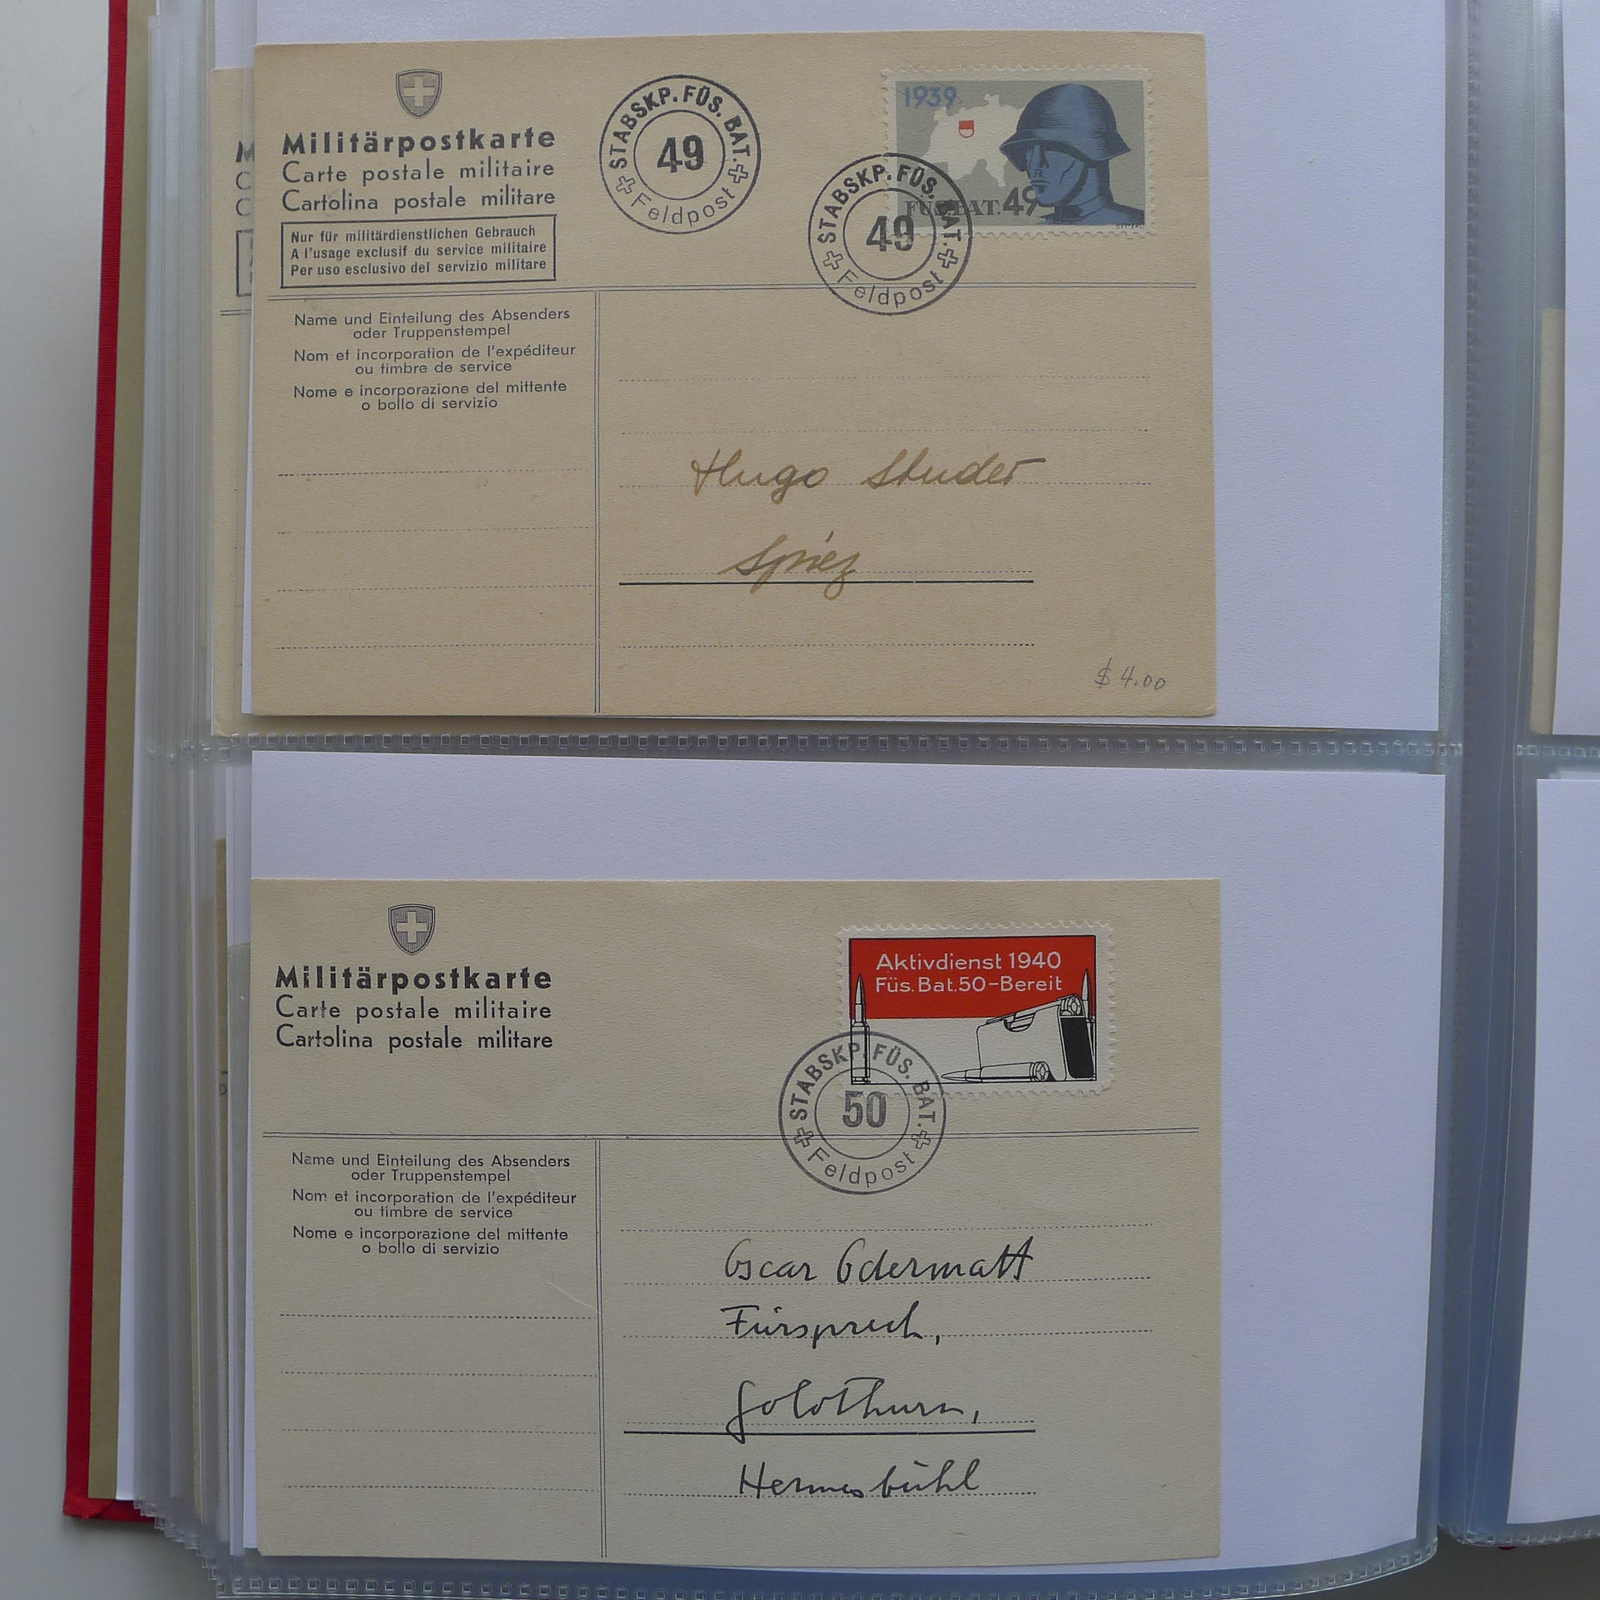 Militärpostkarte
Carte postale militaire
Cartolina postale militare
Nur für militärdienstlichen Gebrauch
A l'usage exclusif du service militaire
Per uso esclusivo del servizio militare
STABSKP. FÜS. BAT.
49
Feldpost
1939
FÜS. BAT. 49
STABSKP. FÜS. BAT.
49
Feldpost
Name und Einteilung des Absenders
oder Truppenstempel
Nom et incorporation de l'expéditeur
ou timbre de service
Nome e incorporazione del mittente
o bollo di servizio
Hugo Studer
Spiez
$ 4.00
Militärpostkarte
Carte postale militaire
Cartolina postale militare
Aktivdienst 1940
Füs. Bat. 50-Bereit
STABSKP. FÜS. BAT.
50
Feldpost
Name und Einteilung des Absenders
oder Truppenstempel
Nom et incorporation de l'expéditeur
ou timbre de service
Nome e incorporazione del mittente
o bollo di servizio
Oscar Odermatt
Fürsprech,
Solothurn,
Hermesbühl